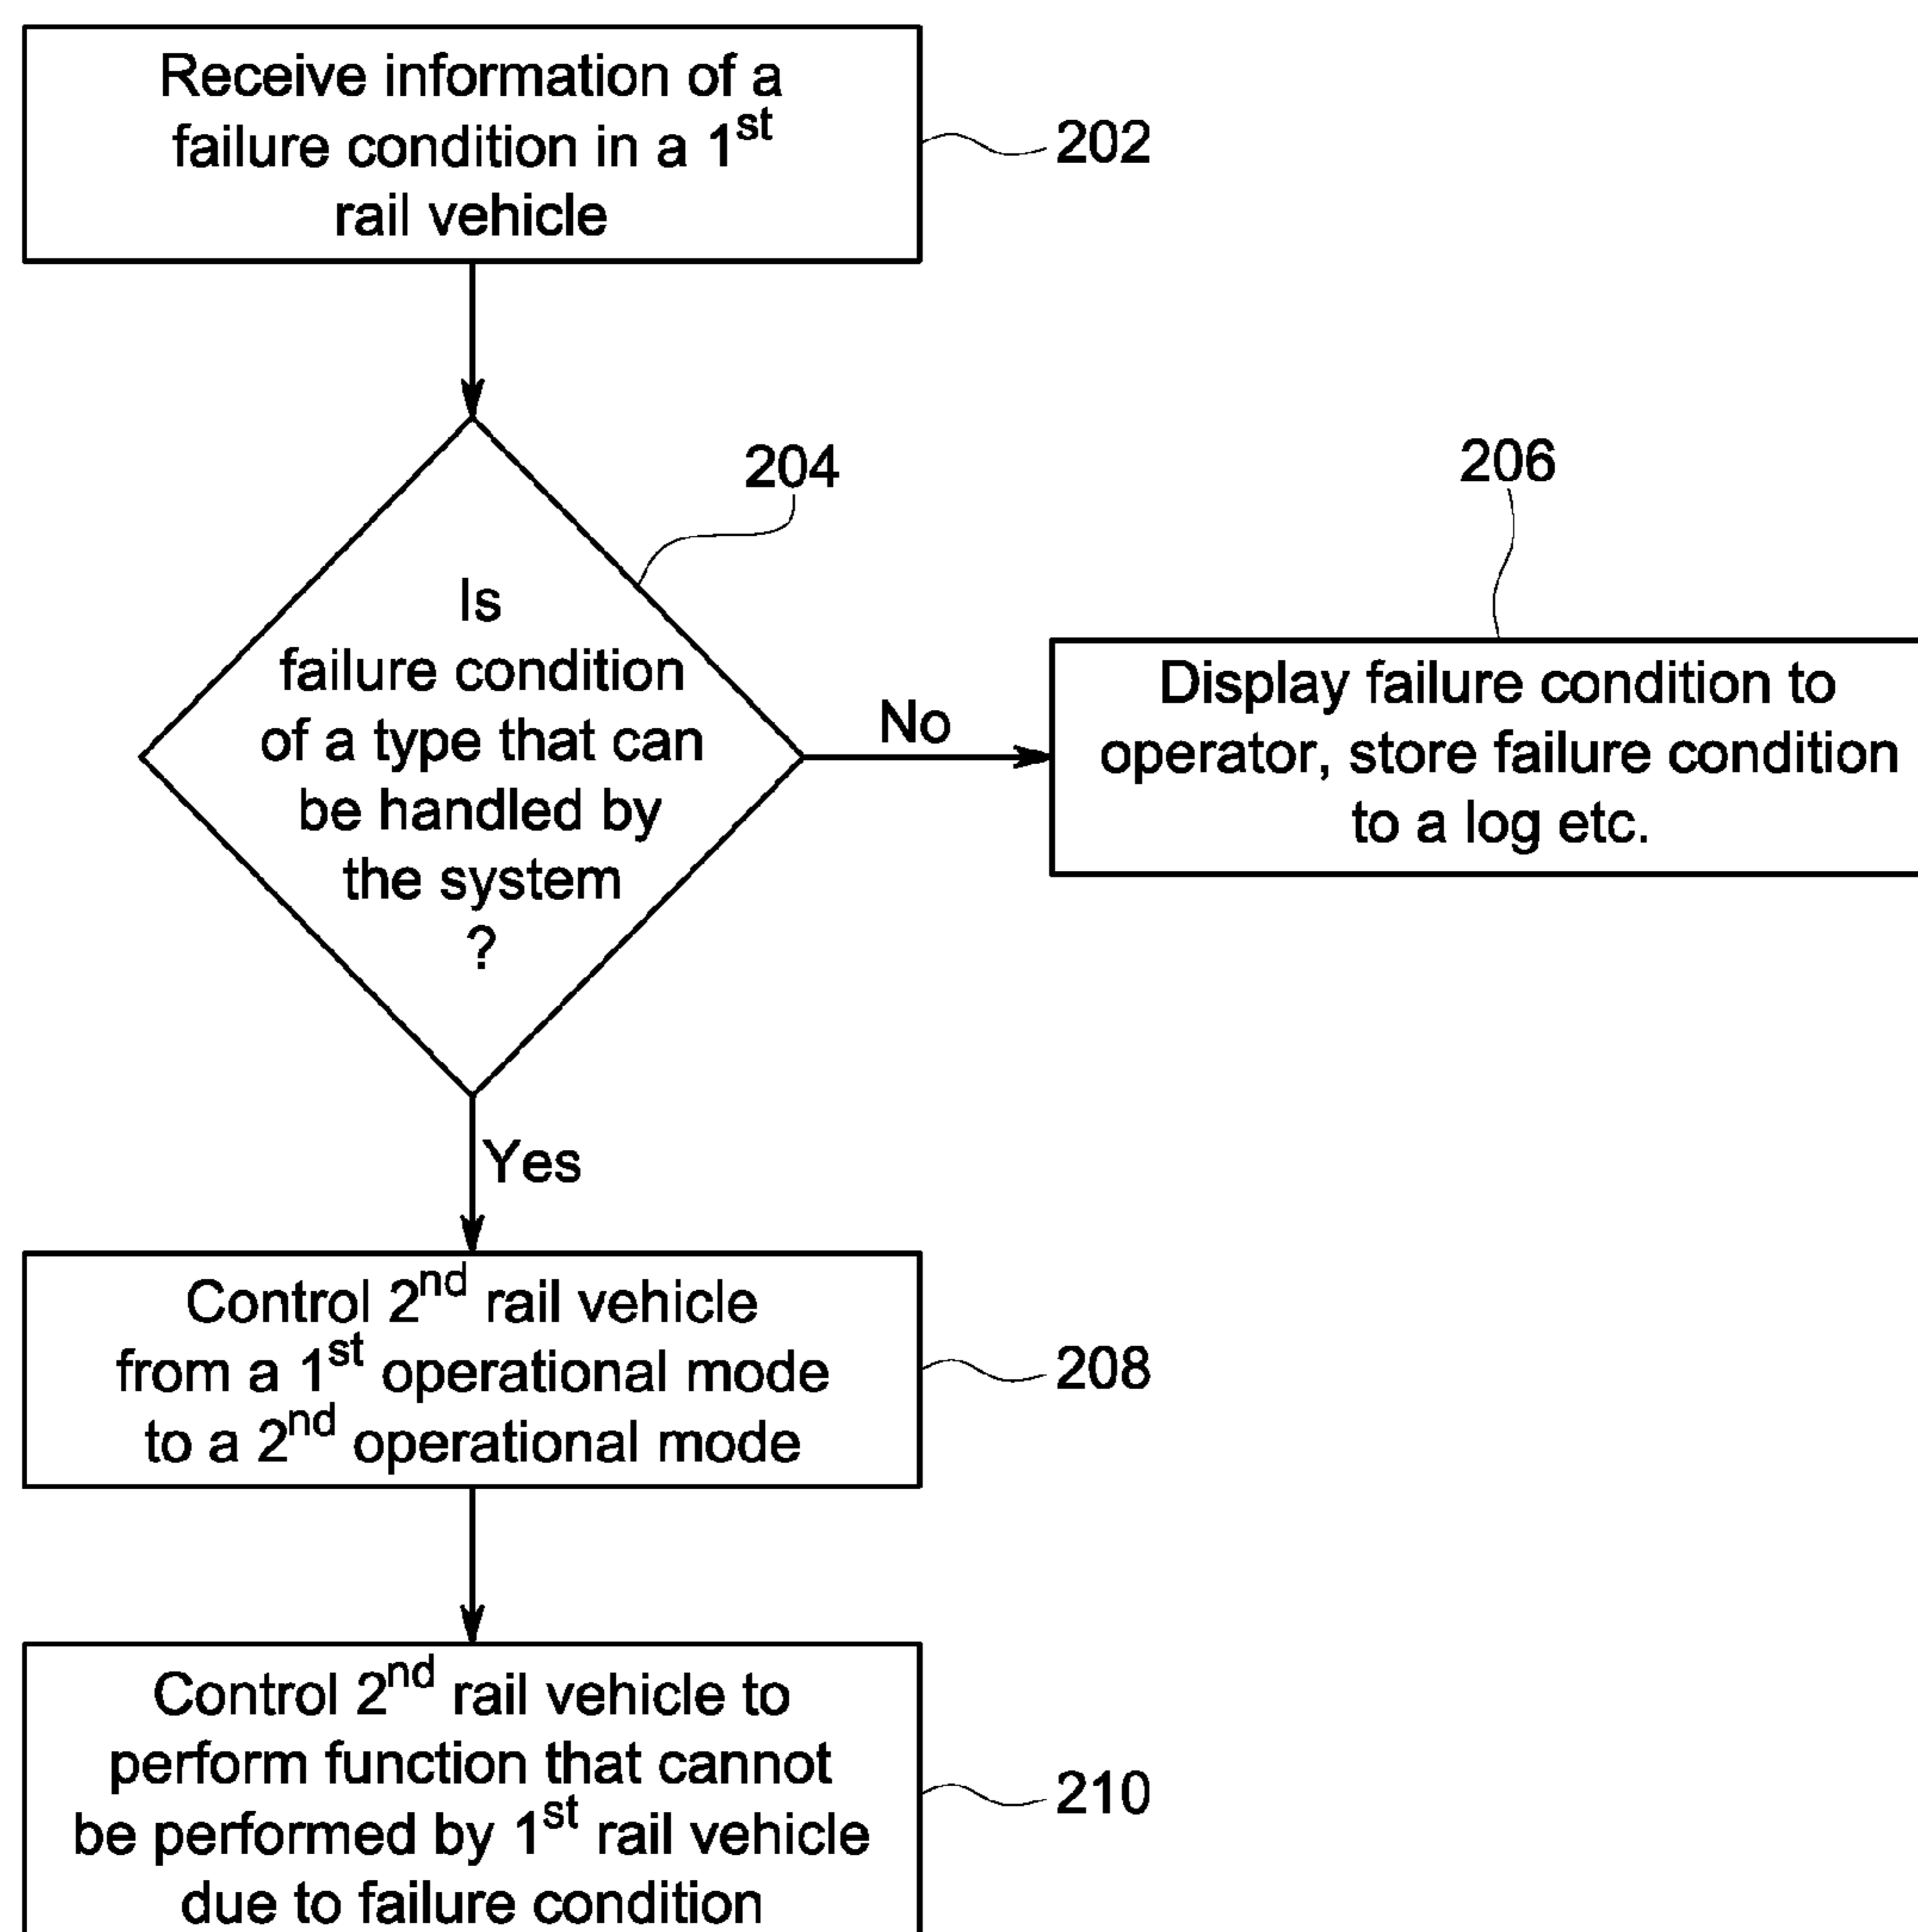 Receive information of a
failure condition in a 1st
rail vehicle
202
204
Is
failure condition
of a type that can
be handled by
the system
?
No
206
Display failure condition to
operator, store failure condition
to a log etc.
Yes
Control 2nd rail vehicle
from a 1st operational mode
to a 2nd operational mode
208
Control 2nd rail vehicle to
perform function that cannot
be performed by 1st rail vehicle
due to failure condition
210